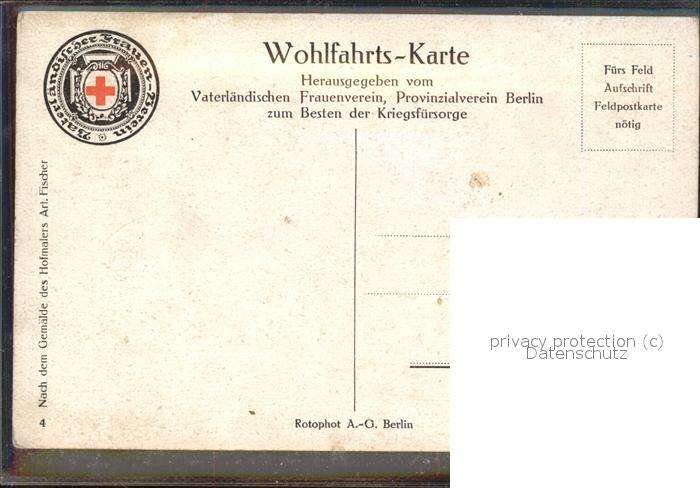 Vaterländischer Frauen-Verein
Wohlfahrts-Karte
Herausgegeben vom
Vaterländischen Frauenverein, Provinzialverein Berlin
zum Besten der Kriegsfürsorge
Fürs Feld
Aufschrift
Feldpostkarte
nötig
Nach dem Gemälde des Hofmalers Art. Fischer
4
Rotophot A.-G. Berlin
privacy protection (c)
Datenschutz